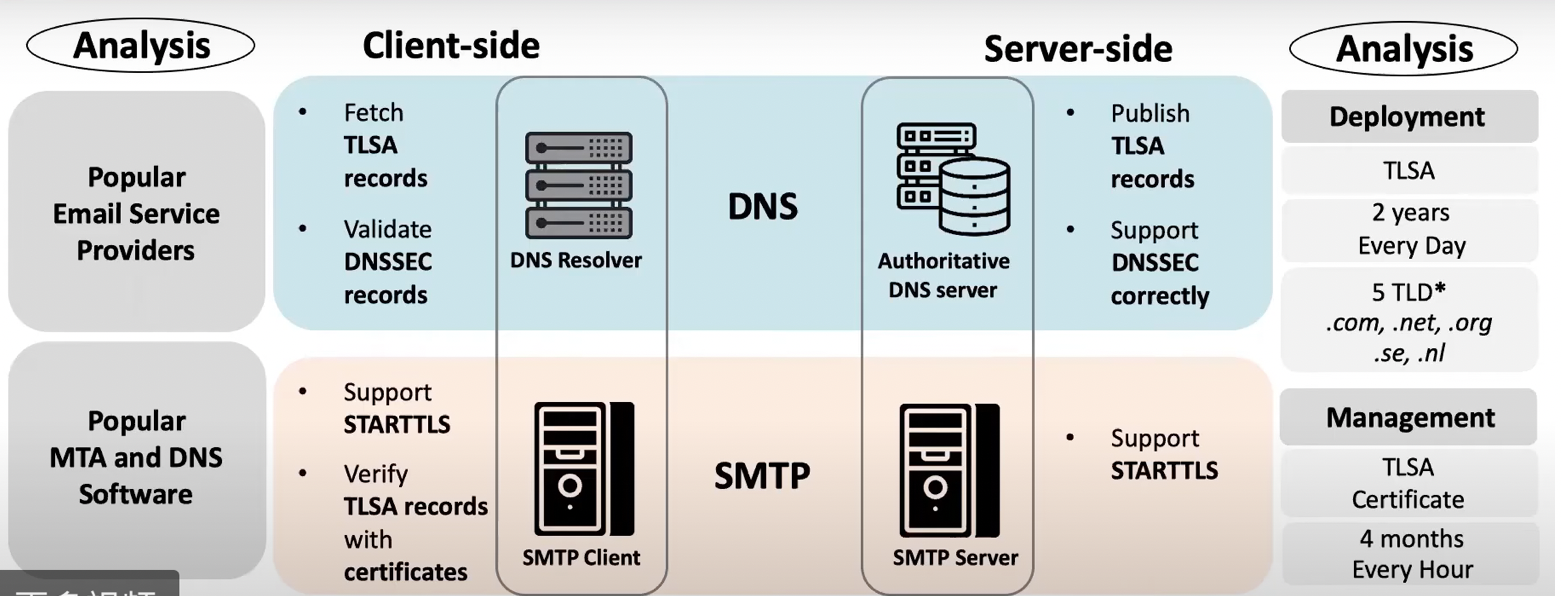 Analysis
Client-side
Server-side
Analysis
Popular
Email Service
Providers
• Fetch
TLSA
records
• Validate
DNSSEC
records
DNS Resolver
DNS
Authoritative
DNS server
• Publish
TLSA
records
• Support
DNSSEC
correctly
Deployment
TLSA
2 years
Every Day
5 TLD*
.com, .net, .org
.se, .nl
Popular
MTA and DNS
Software
• Support
STARTTLS
• Verify
TLSA records
with
certificates
SMTP Client
SMTP
SMTP Server
• Support
STARTTLS
Management
TLSA
Certificate
4 months
Every Hour